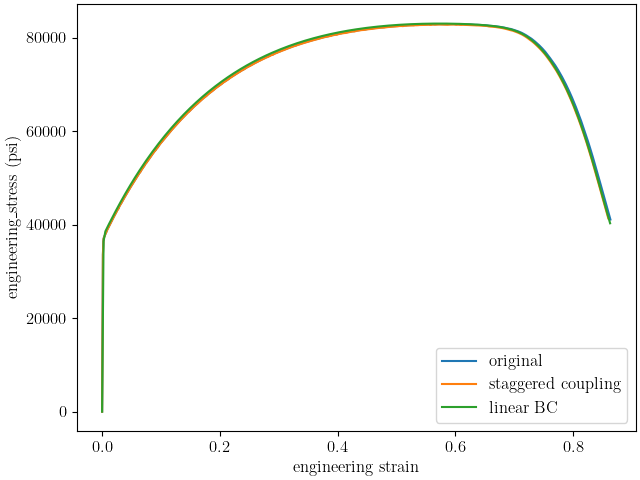 80000
60000
40000
20000
0
engineering_stress (psi)
original
staggered coupling
linear BC
0.0 0.2 0.4 0.6 0.8
engineering strain